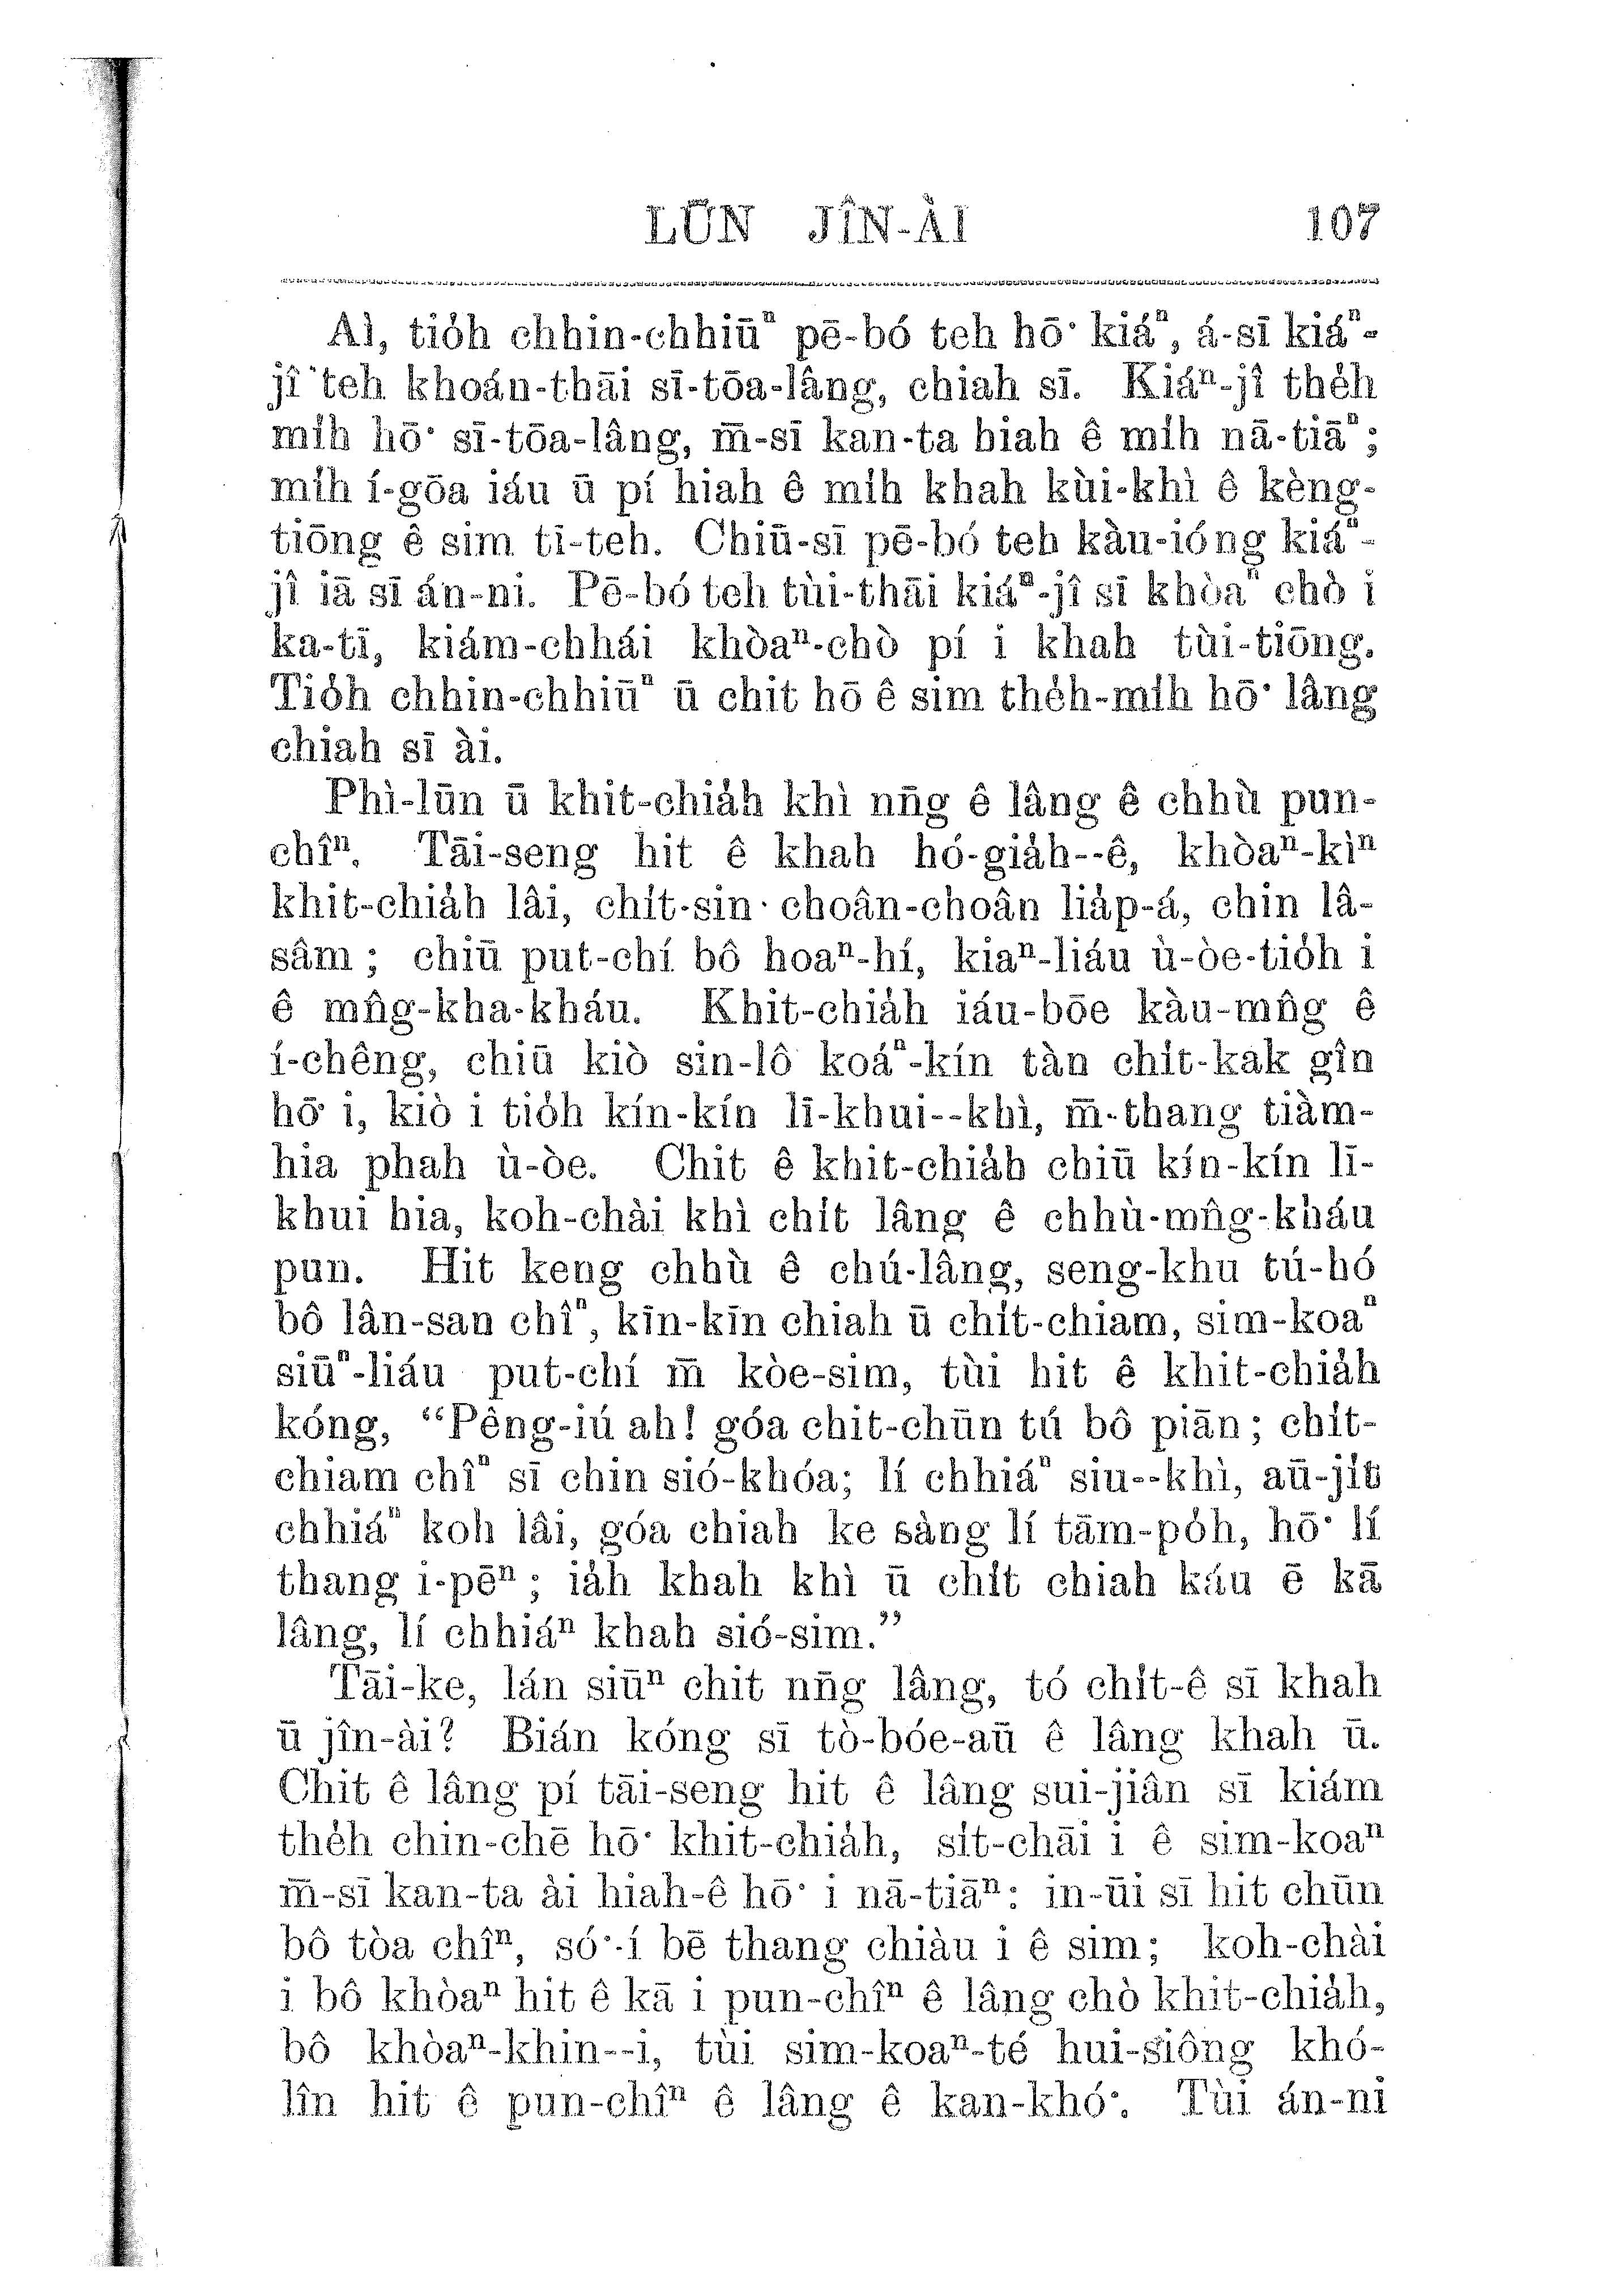 LŪN JÎN-ÀI 107
Aì, tio̍h chhin-chhiūⁿ pē-bó teh hō͘ kiáⁿ, á-sī kiáⁿ-
jî teh khoán-thāi sī-tōa-lâng, chiah sī. Kiáⁿ-jî the̍h
mi̍h hō͘ sī-tōa-lâng, m̄-sī kan-ta hiah ê mi̍h nā-tiāⁿ;
mi̍h í-gōa iáu ū pí hiah ê mi̍h khah kùi-khì ê kèng-
tiōng ê sim tī-teh. Chiū-sī pē-bó teh kàu-ióng kiáⁿ-
jî iā sī án-ni. Pē-bó teh tùi-thāi kiáⁿ-jî sī khòaⁿ chò i
ka-tī, kiám-chhái khòaⁿ-chò pí i khah tùi-tiōng.
Tio̍h chhin-chhiūⁿ ū chit hō ê sim the̍h-mi̍h hō͘ lâng
chiah sī ài.
Phì-lūn ū khit-chia̍h khì nn̄g ê lâng ê chhù pun-
chîⁿ. Tāi-seng hit ê khah hó-gia̍h--ê, khòaⁿ-kìⁿ
khit-chia̍h lâi, chi̍t-sin choân-choân lia̍p-á, chin lâ-
sâm; chiū put-chí bô hoaⁿ-hí, kiaⁿ-liáu ù-òe-tio̍h i
ê mn̂g-kha-kháu. Khit-chia̍h iáu-bōe kàu-mn̂g ê
í-chêng, chiū kiò sin-lô koáⁿ-kín tàn chi̍t-kak gîn
hō͘ i, kiò i tio̍h kín-kín lī-khui--khì, m̄-thang tiàm-
hia phah ù-òe. Chit ê khit-chia̍h chiū kín-kín lī-
khui hia, koh-chài khì chi̍t lâng ê chhù-mn̂g-kháu
pun. Hit keng chhù ê chú-lâng, seng-khu tú-hó
bô lân-san chîⁿ, kīn-kīn chiah ū chi̍t-chiam, sim-koaⁿ
siūⁿ-liáu put-chí m̄ kòe-sim, tùi hit ê khit-chia̍h
kóng, “Pêng-iú ah! góa chit-chūn tú bô piān; chi̍t-
chiam chîⁿ sī chin sió-khóa; lí chhiáⁿ siu--khì, aū-ji̍t
chhiáⁿ koh lâi, góa chiah ke sàng lí tām-po̍h, hō͘ lí
thang i-pēⁿ; ia̍h khah khì ū chi̍t chiah káu ē kā
lâng, lí chhiáⁿ khah sió-sim.”
Tāi-ke, lán siūⁿ chit nn̄g lâng, tó chi̍t-ê sī khah
ū jîn-ài? Bián kóng sī tò-bóe-aū ê lâng khah ū.
Chit ê lâng pí tāi-seng hit ê lâng sui-jiân sī kiám
the̍h chin-chē hō͘ khit-chia̍h, si̍t-chāi i ê sim-koaⁿ
m̄-sī kan-ta ài hiah-ê hō͘ i nā-tiāⁿ: in-ūi sī hit chūn
bô tòa chîⁿ, só͘-í bē thang chiàu i ê sim; koh-chài
i bô khòaⁿ hit ê kā i pun-chîⁿ ê lâng chò khit-chia̍h,
bô khòaⁿ-khin--i, tùi sim-koaⁿ-té hui-siông khó-
lîn hit ê pun-chîⁿ ê lâng ê kan-khó͘. Tùi án-ni